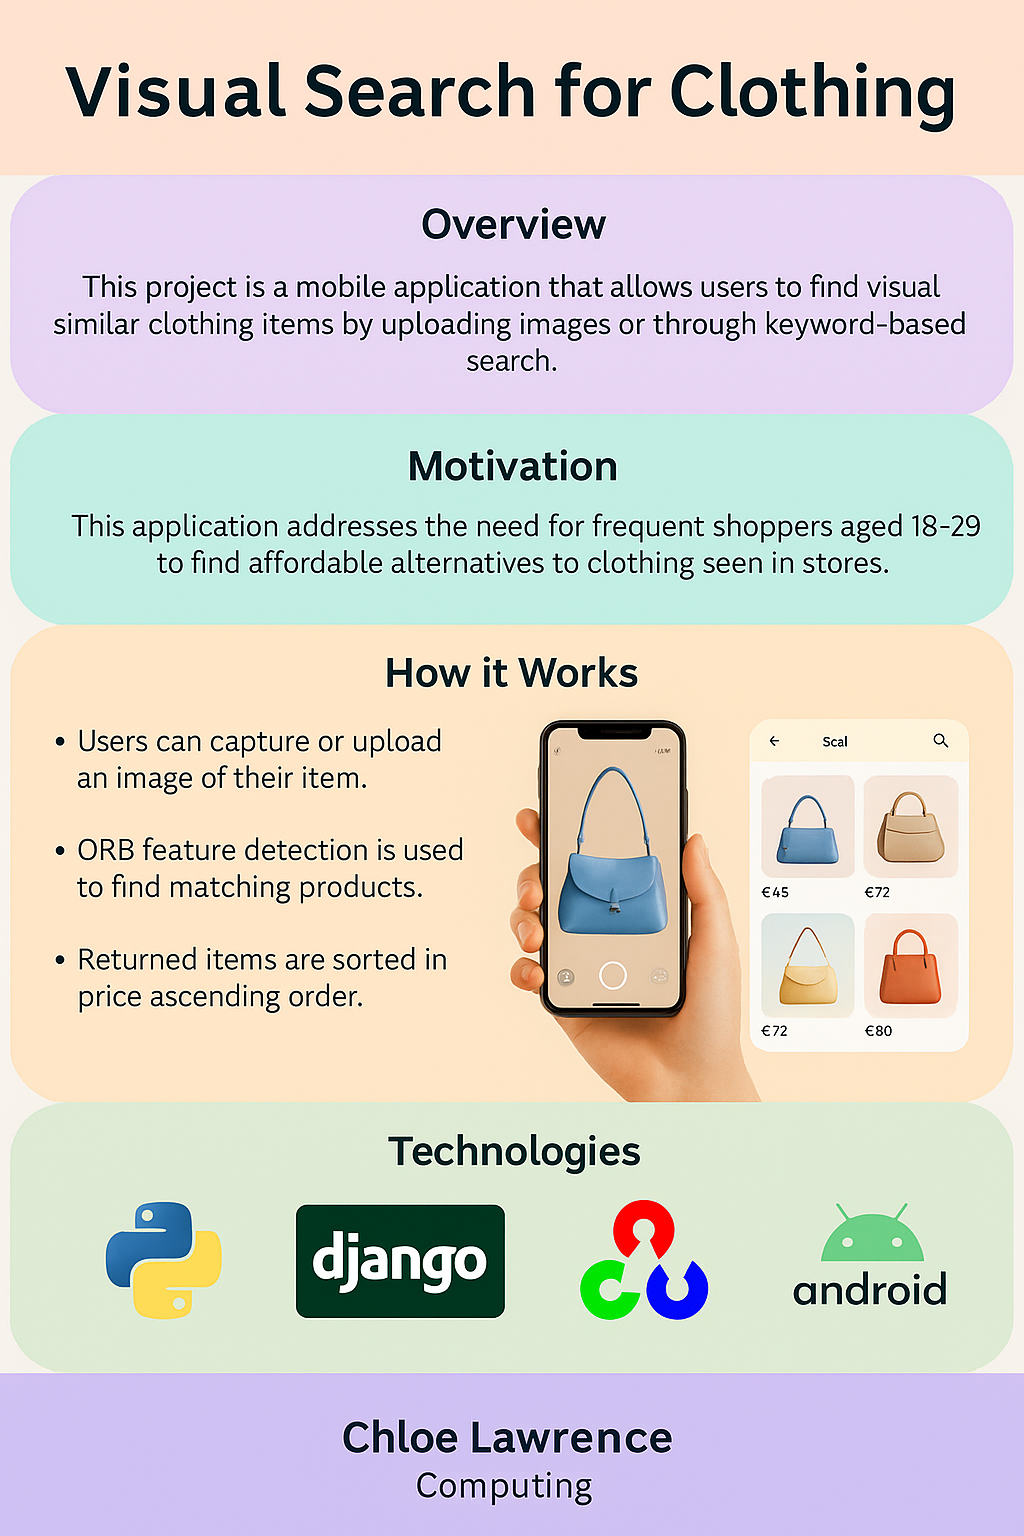 Visual Search for Clothing
Overview
This project is a mobile application that allows users to find visual
similar clothing items by uploading images or through keyword-based
search.
Motivation
This application addresses the need for frequent shoppers aged 18-29
to find affordable alternatives to clothing seen in stores.
How it Works
• Users can capture or upload
an image of their item.
• ORB feature detection is used
to find matching products.
• Returned items are sorted in
price ascending order.
Scal
€45
€72
€72
€80
Technologies
django
android
Chloe Lawrence
Computing